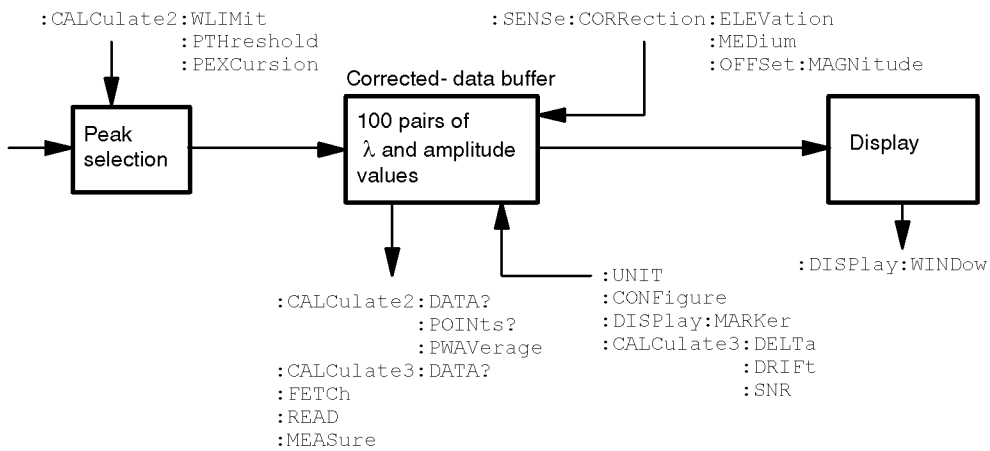 :CALCulate2:WLIMit
:PTHreshold
:PEXCursion
:SENSe:CORRection:ELEVation
:MEDium
:OFFSet:MAGNitude
Corrected- data buffer
Peak
selection
100 pairs of
λ and amplitude
values
Display
:DISPlay:WINDow
:CALCulate2:DATA?
:POINts?
:PWAVerage
:CALCulate3:DATA?
:FETCh
:READ
:MEASure
:UNIT
:CONFigure
:DISPlay:MARKer
:CALCulate3:DELTa
:DRIFt
:SNR